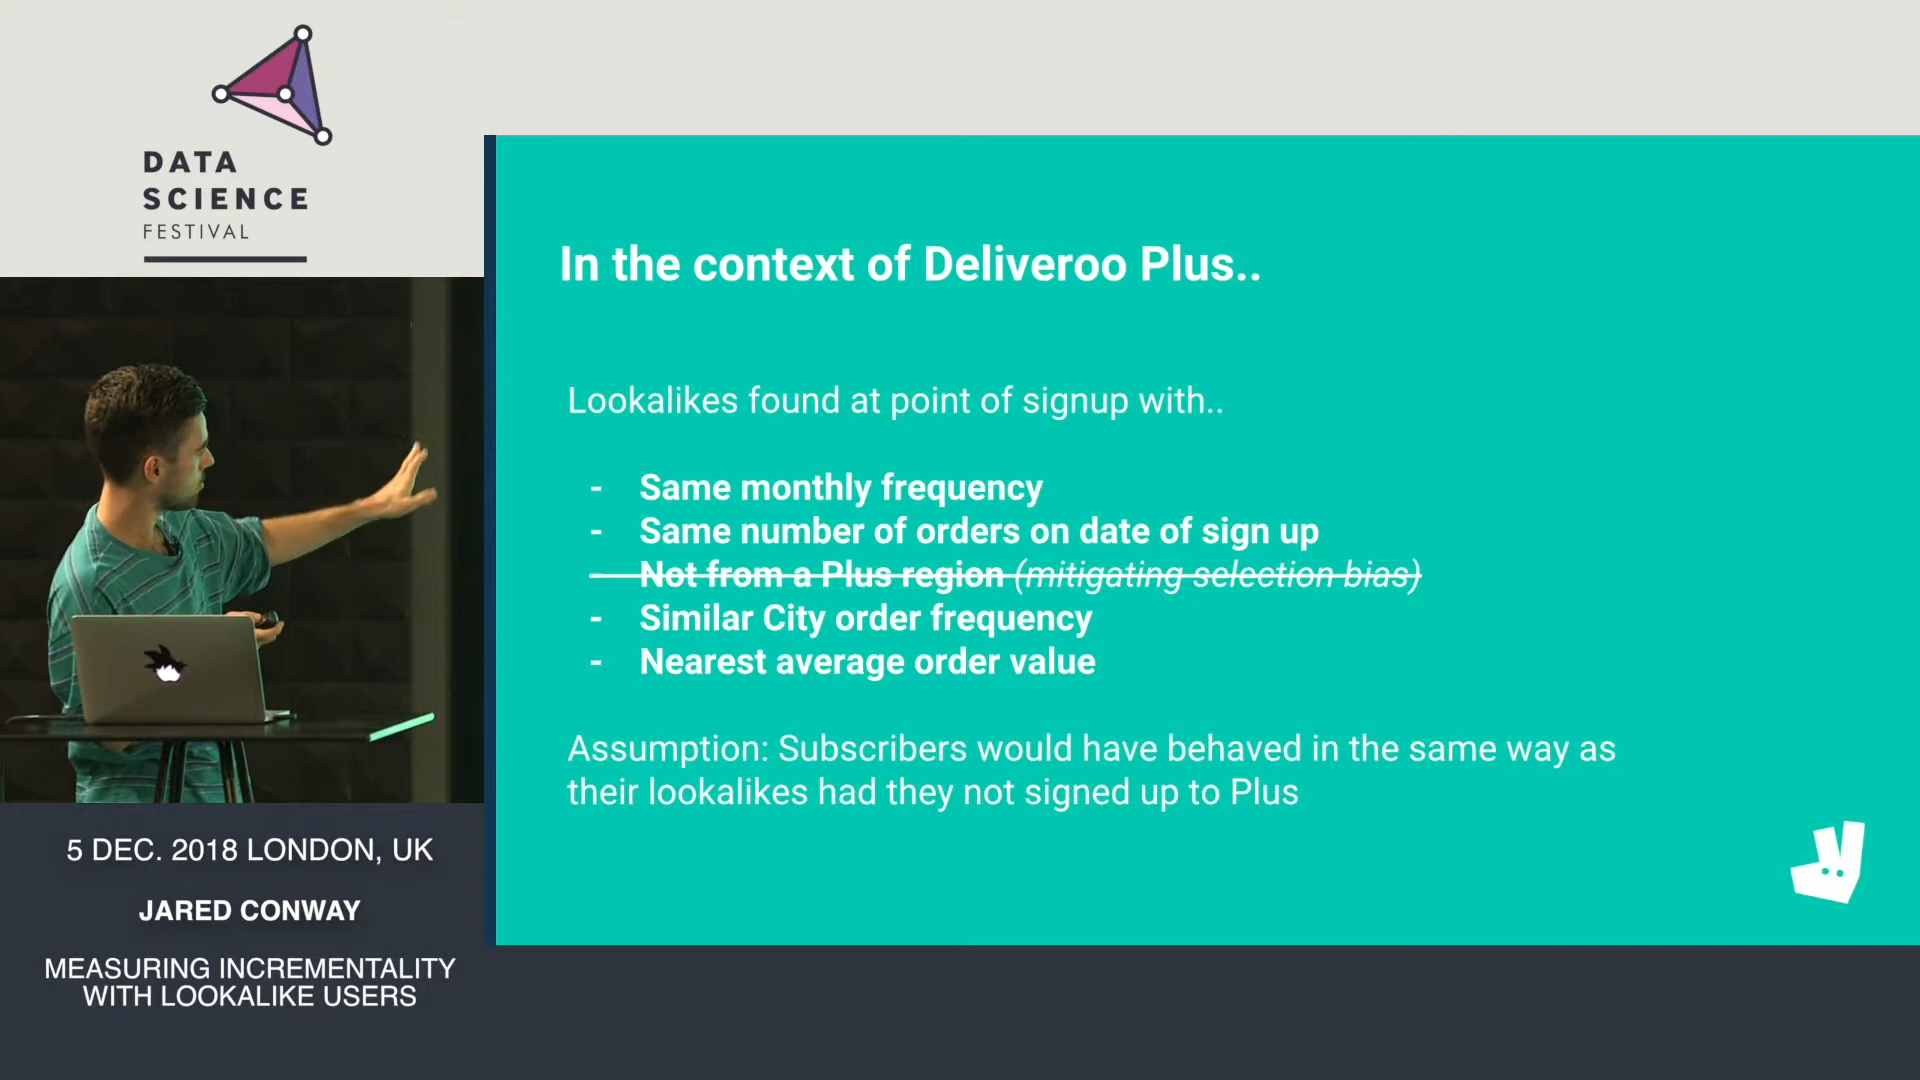 DATA
SCIENCE
FESTIVAL
In the context of Deliveroo Plus..
Lookalikes found at point of signup with..
- Same monthly frequency
- Same number of orders on date of sign up
- Not from a Plus region (mitigating selection bias)
- Similar City order frequency
- Nearest average order value
Assumption: Subscribers would have behaved in the same way as
their lookalikes had they not signed up to Plus
5 DEC. 2018 LONDON, UK
JARED CONWAY
MEASURING INCREMENTALITY
WITH LOOKALIKE USERS